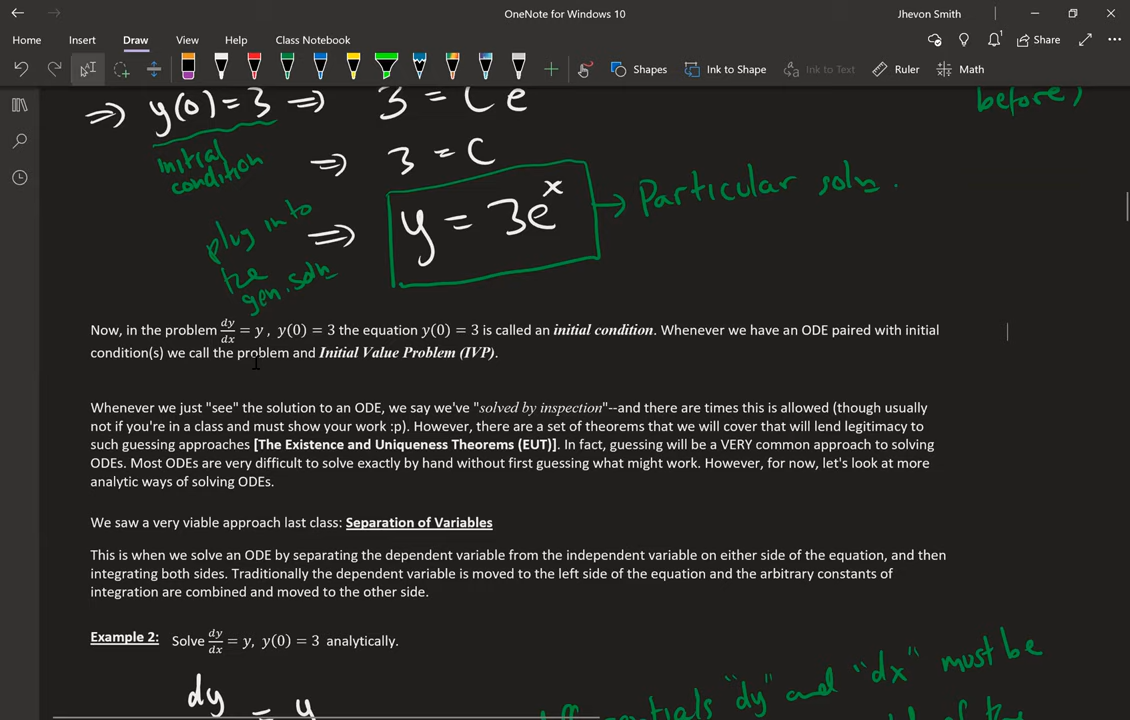 OneNote for Windows 10
Jhevon Smith
Home Insert Draw View Help Class Notebook
Share
Shapes Ink to Shape Ink to Text Ruler Math
⇒ y(0) = 3 ⇒ 3 = C e
before)
Initial condition
⇒ 3 = C
plug into the gen. soln
⇒ y = 3e^x → Particular soln.
Now, in the problem dy/dx = y , y(0) = 3 the equation y(0) = 3 is called an initial condition. Whenever we have an ODE paired with initial
condition(s) we call the problem and Initial Value Problem (IVP).
Whenever we just "see" the solution to an ODE, we say we've "solved by inspection"--and there are times this is allowed (though usually
not if you're in a class and must show your work :p). However, there are a set of theorems that we will cover that will lend legitimacy to
such guessing approaches [The Existence and Uniqueness Theorems (EUT)]. In fact, guessing will be a VERY common approach to solving
ODEs. Most ODEs are very difficult to solve exactly by hand without first guessing what might work. However, for now, let's look at more
analytic ways of solving ODEs.
We saw a very viable approach last class: Separation of Variables
This is when we solve an ODE by separating the dependent variable from the independent variable on either side of the equation, and then
integrating both sides. Traditionally the dependent variable is moved to the left side of the equation and the arbitrary constants of
integration are combined and moved to the other side.
Example 2: Solve dy/dx = y, y(0) = 3 analytically.
"dy" and "dx" must be
dy = y